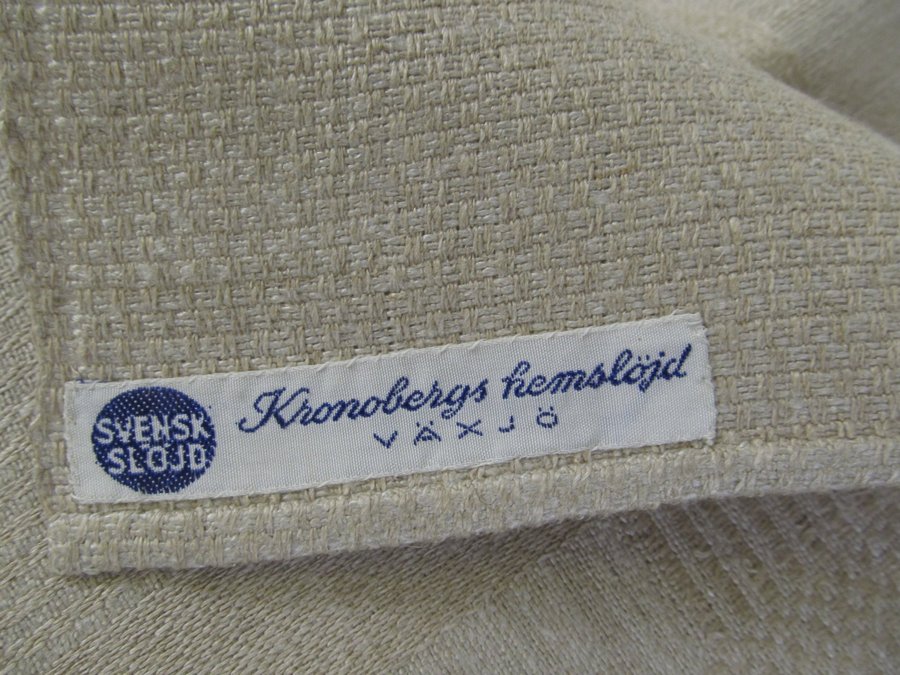 SVENSK
SLÖJD
Kronobergs hemslöjd
VÄXJÖ